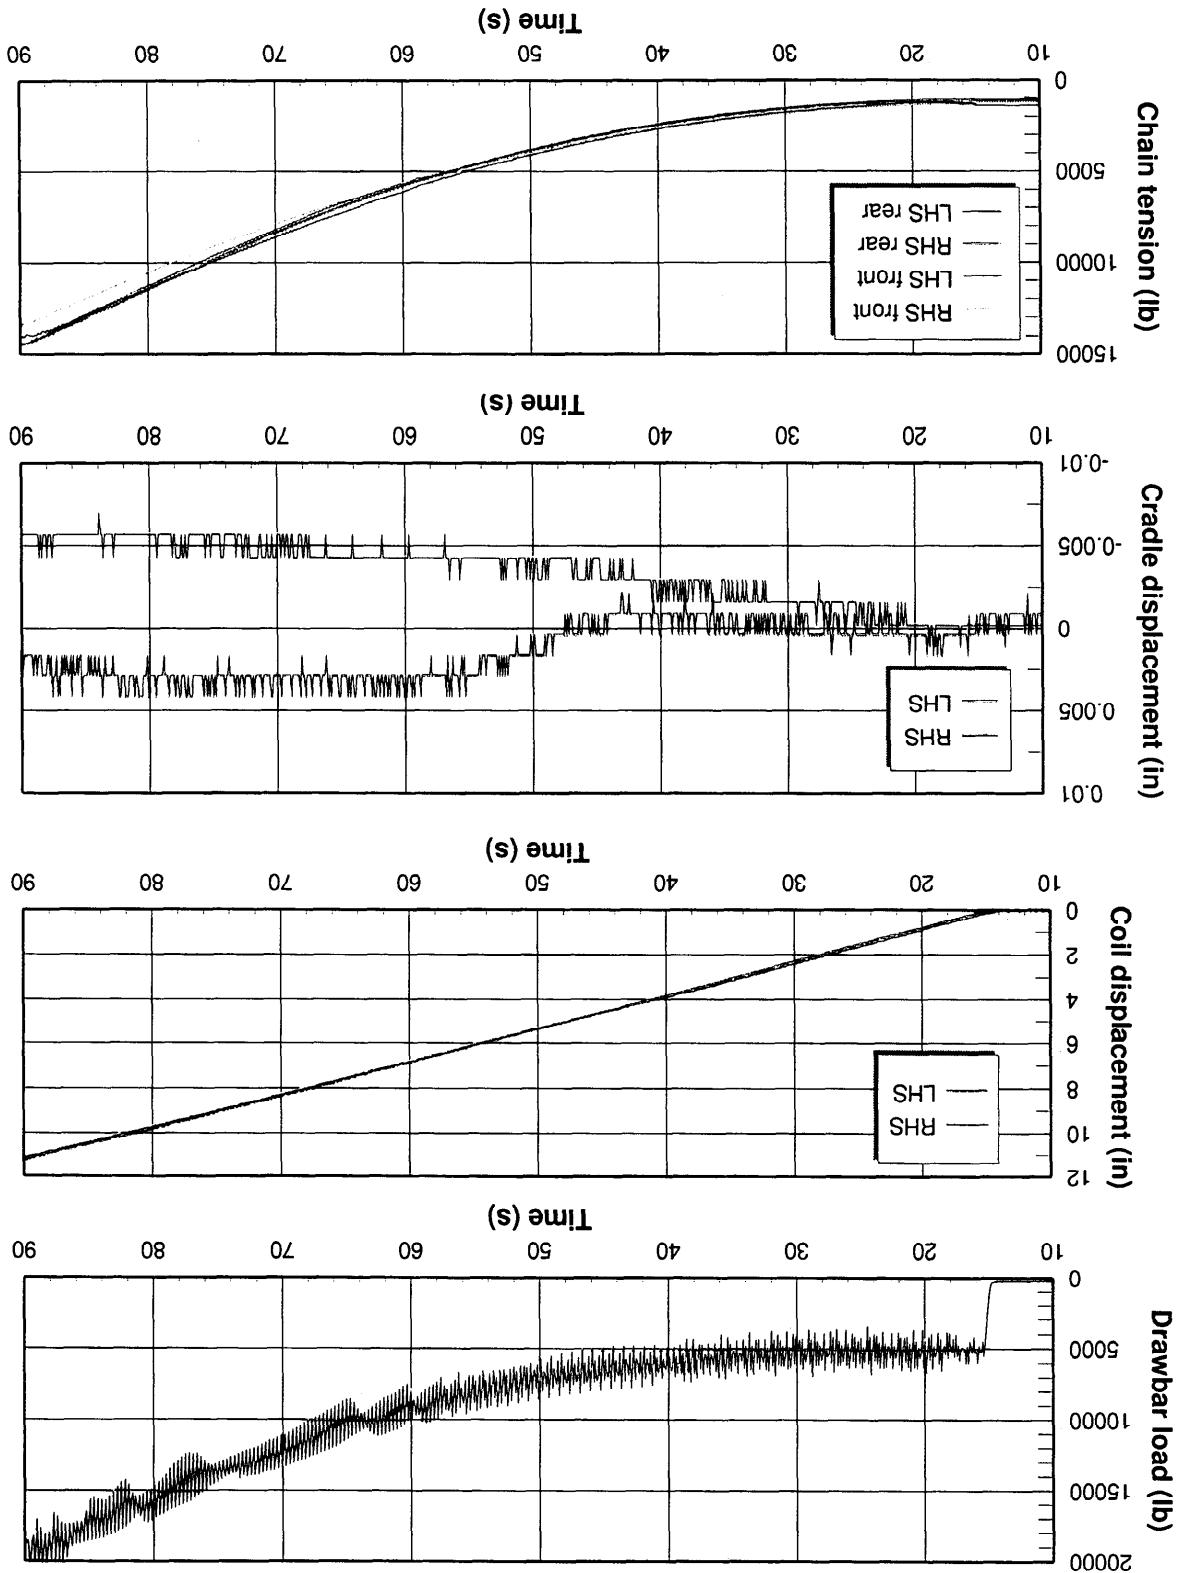 Drawbar load (lb)
20000
15000
10000
5000
0
10 20 30 40 50 60 70 80 90
Time (s)
Coil displacement (in)
12
10
8
6
4
2
0
RHS
LHS
10 20 30 40 50 60 70 80 90
Time (s)
Cradle displacement (in)
0.01
0.005
0
-0.005
-0.01
RHS
LHS
10 20 30 40 50 60 70 80 90
Time (s)
Chain tension (lb)
15000
10000
5000
0
RHS front
LHS front
RHS rear
LHS rear
10 20 30 40 50 60 70 80 90
Time (s)